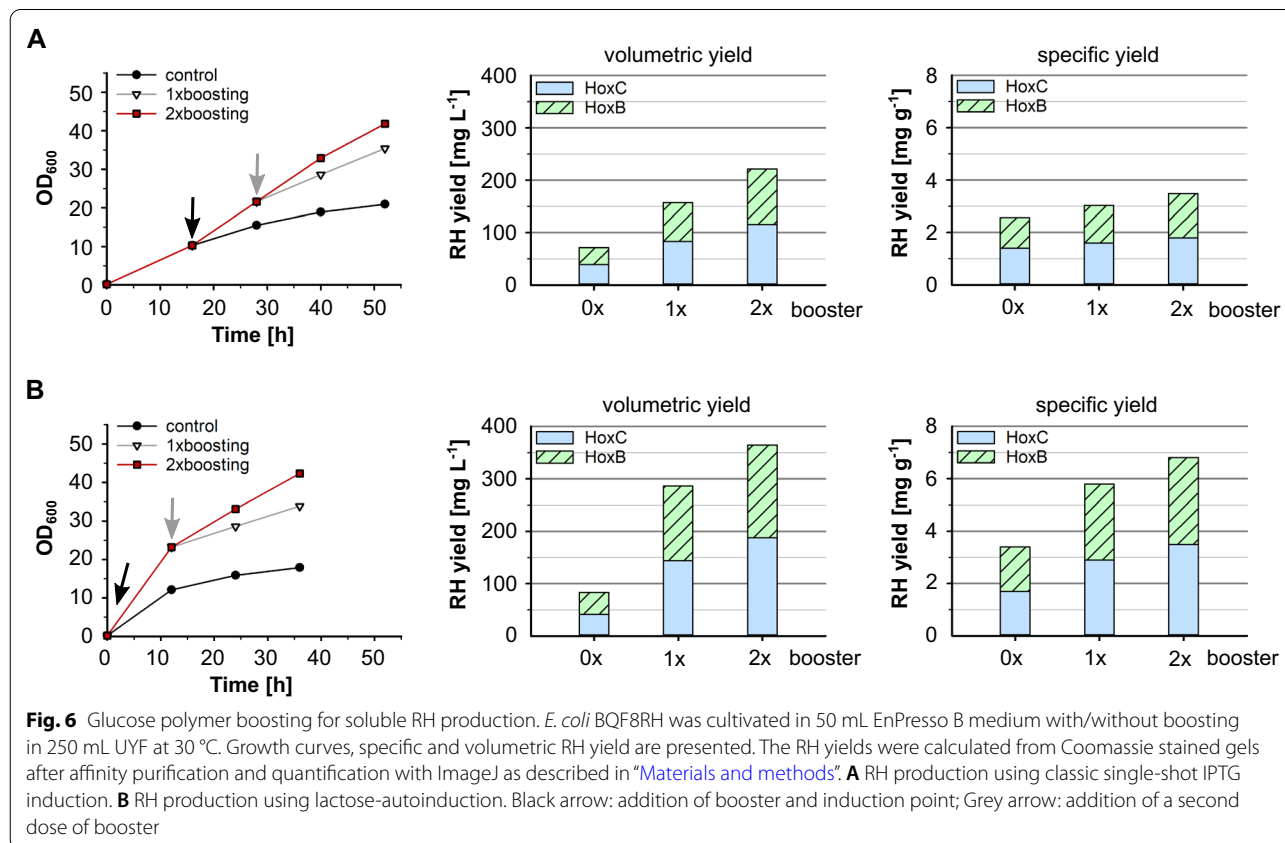 A
control
1xboosting
2xboosting
50
40
30
20
10
0
OD600
0 10 20 30 40 50
Time [h]
volumetric yield
HoxC
HoxB
400
300
200
100
0
RH yield [mg L-1]
0x 1x 2x booster
specific yield
HoxC
HoxB
8
6
4
2
0
RH yield [mg g-1]
0x 1x 2x booster
B
control
1xboosting
2xboosting
50
40
30
20
10
0
OD600
0 10 20 30 40 50
Time [h]
volumetric yield
HoxC
HoxB
400
300
200
100
0
RH yield [mg L-1]
0x 1x 2x booster
specific yield
HoxC
HoxB
8
6
4
2
0
RH yield [mg g-1]
0x 1x 2x booster
Fig. 6 Glucose polymer boosting for soluble RH production. E. coli BQF8RH was cultivated in 50 mL EnPresso B medium with/without boosting
in 250 mL UYF at 30 °C. Growth curves, specific and volumetric RH yield are presented. The RH yields were calculated from Coomassie stained gels
after affinity purification and quantification with ImageJ as described in “Materials and methods”. A RH production using classic single-shot IPTG
induction. B RH production using lactose-autoinduction. Black arrow: addition of booster and induction point; Grey arrow: addition of a second
dose of booster